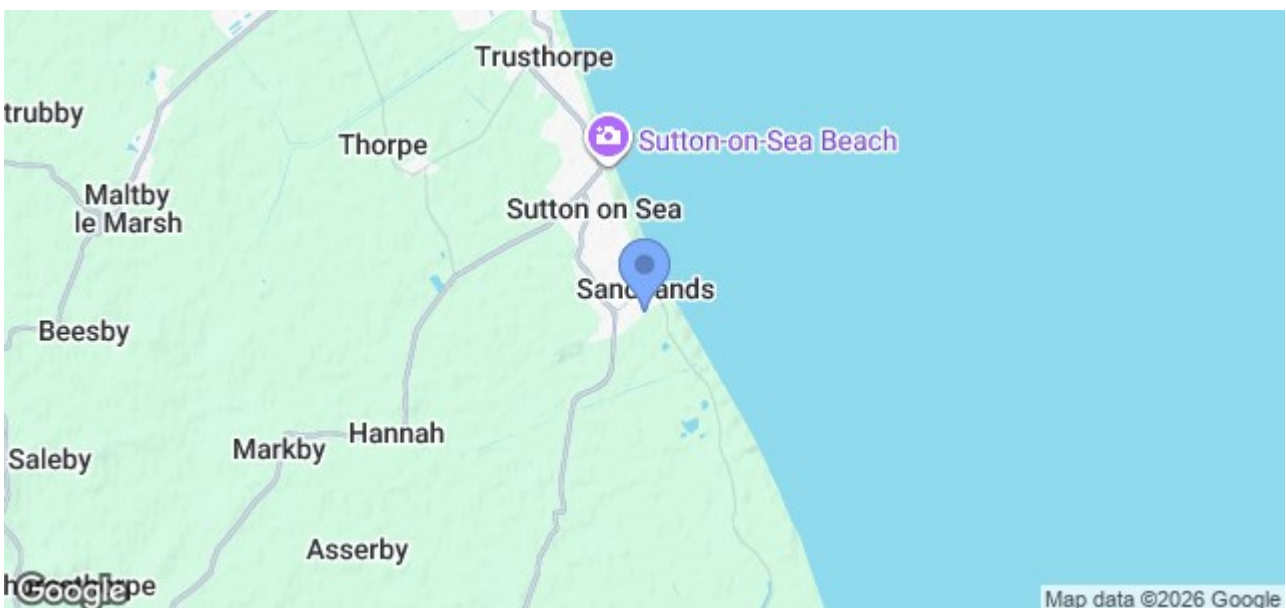 Trusthorpe
trubby
Sutton-on-Sea Beach
Thorpe
Maltby
le Marsh
Sutton on Sea
Beesby
Hannah
Markby
Saleby
Asserby
Google
Map data ©2026 Google